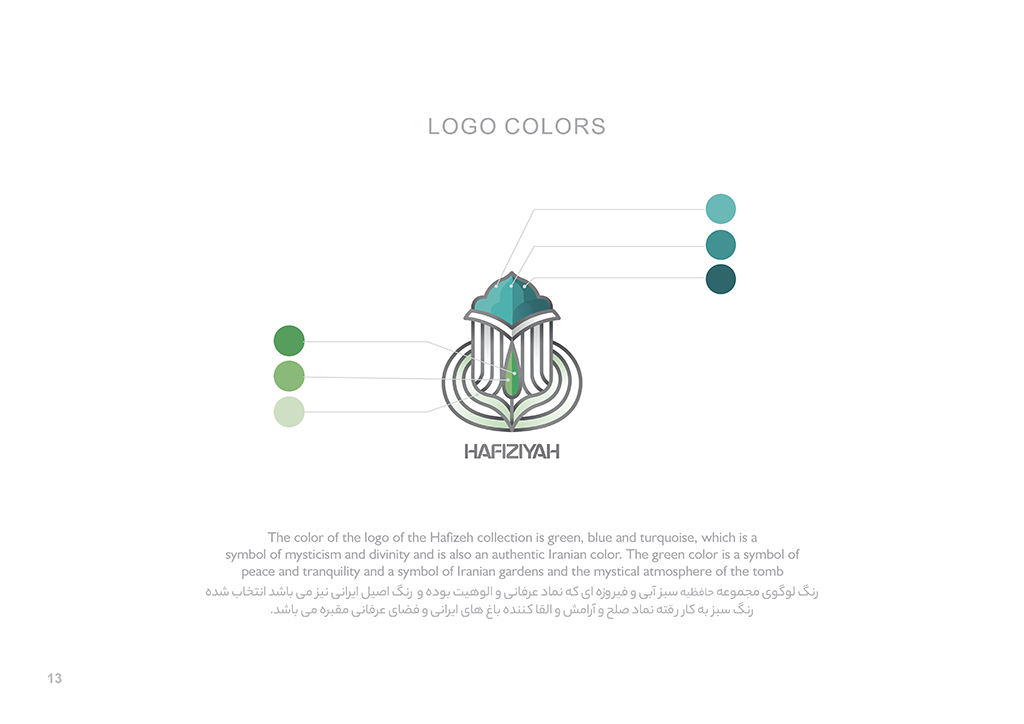 LOGO COLORS
HAFIZIYAH
The color of the logo of the Hafizeh collection is green, blue and turquoise, which is a
symbol of mysticism and divinity and is also an authentic Iranian color. The green color is a symbol of
peace and tranquility and a symbol of Iranian gardens and the mystical atmosphere of the tomb
رنگ لوگوی مجموعه حافظیه سبز آبی و فیروزه ای که نماد عرفانی و الوهیت بوده و رنگ اصیل ایرانی نیز می باشد انتخاب شده
رنگ سبز به کار رفته نماد صلح و آرامش و القا کننده باغ های ایرانی و فضای عرفانی مقبره می باشد.
13